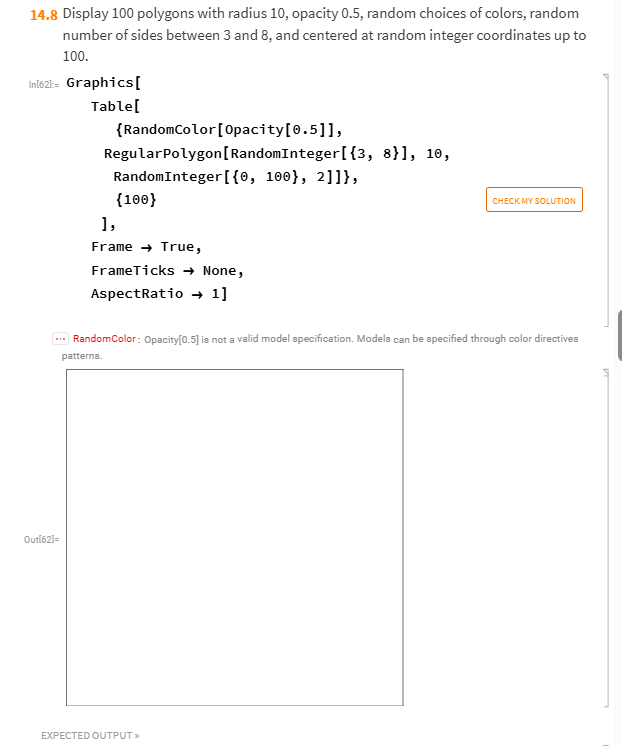 14.8 Display 100 polygons with radius 10, opacity 0.5, random choices of colors, random
number of sides between 3 and 8, and centered at random integer coordinates up to
100.
In[62]:= Graphics[
Table[
{RandomColor[Opacity[0.5]],
RegularPolygon[RandomInteger[{3, 8}], 10,
RandomInteger[{0, 100}, 2]]},
{100}
],
Frame → True,
FrameTicks → None,
AspectRatio → 1]
CHECK MY SOLUTION
··· RandomColor: Opacity[0.5] is not a valid model specification. Models can be specified through color directives
patterns.
Out[62]=
EXPECTED OUTPUT »